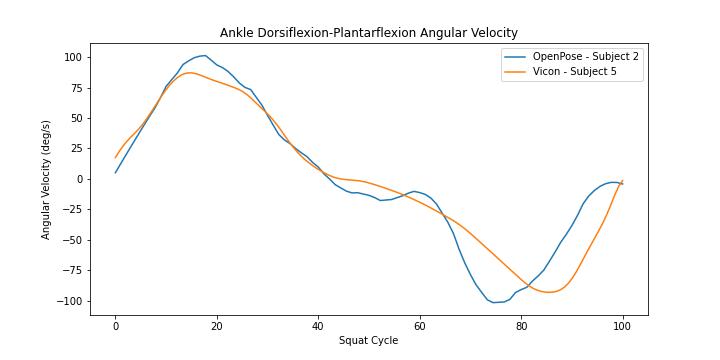 Ankle Dorsiflexion-Plantarflexion Angular Velocity
OpenPose - Subject 2
Vicon - Subject 5
Angular Velocity (deg/s)
100
75
50
25
0
−25
−50
−75
−100
0 20 40 60 80 100
Squat Cycle